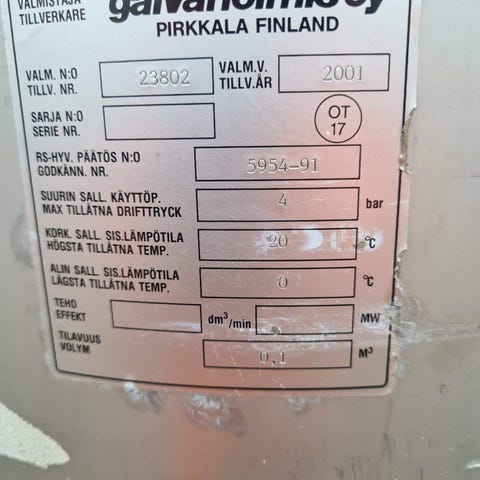 VALMISTAJA
TILLVERKARE
galvanoimis oy
PIRKKALA FINLAND
VALM. N:O 23802 VALM.V. 2001
TILLV. NR. TILLV.ÅR
SARJA N:O OT
SERIE NR. 17
RS-HYV. PÄÄTÖS N:O 5954-91
GODKÄNN. NR.
SUURIN SALL. KÄYTTÖP. 4 bar
MAX TILLÅTNA DRIFTTRYCK
KORK. SALL. SIS.LÄMPÖTILA 20 °C
HÖGSTA TILLÅTNA TEMP.
ALIN SALL. SIS.LÄMPÖTILA 0 °C
LÄGSTA TILLÅTNA TEMP.
TEHO dm³/min MW
EFFEKT
TILAVUUS 0,1 M³
VOLYM